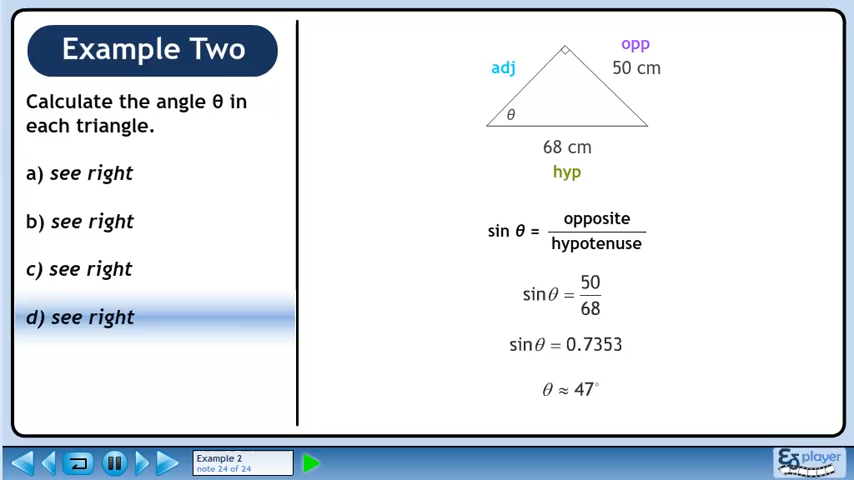 Example Two
Calculate the angle θ in
each triangle.
a) see right
b) see right
c) see right
d) see right
opp
adj
50 cm
θ
68 cm
hyp
sin θ = opposite
hypotenuse
sinθ = 50
68
sinθ = 0.7353
θ ≈ 47°
Example 2
note 24 of 24
player